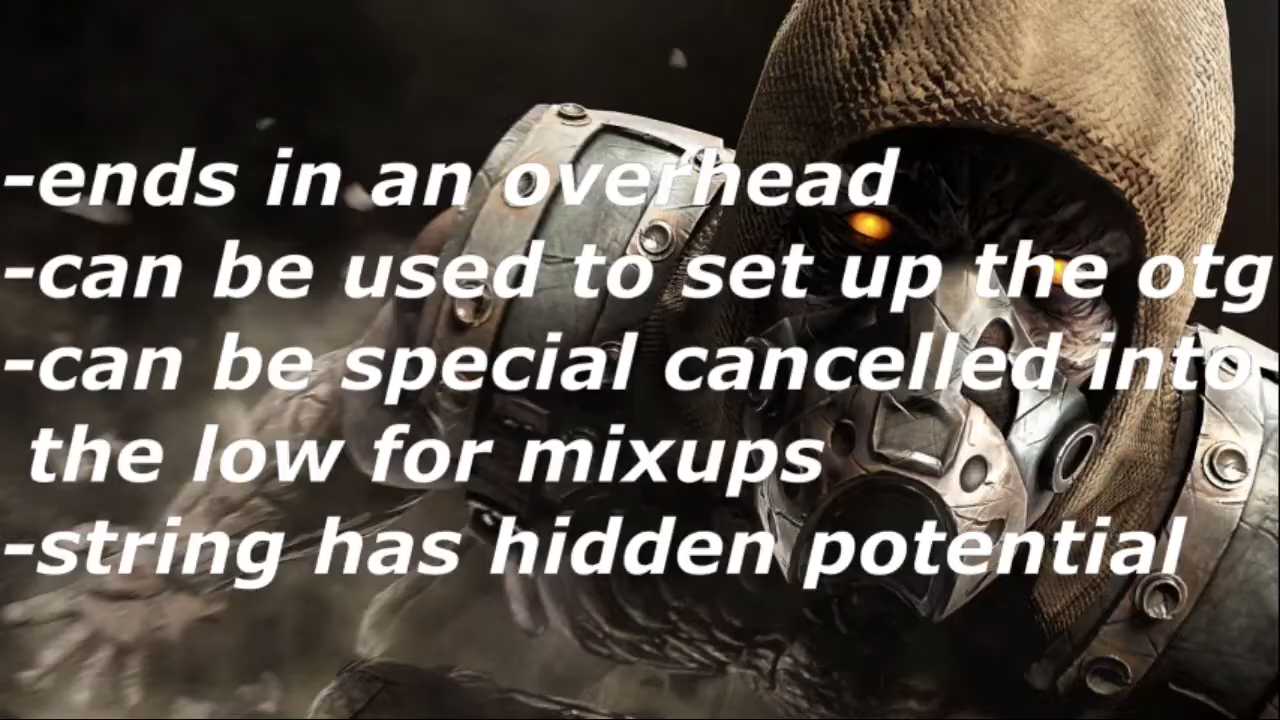 -ends in an overhead
-can be used to set up the otg
-can be special cancelled into
the low for mixups
-string has hidden potential